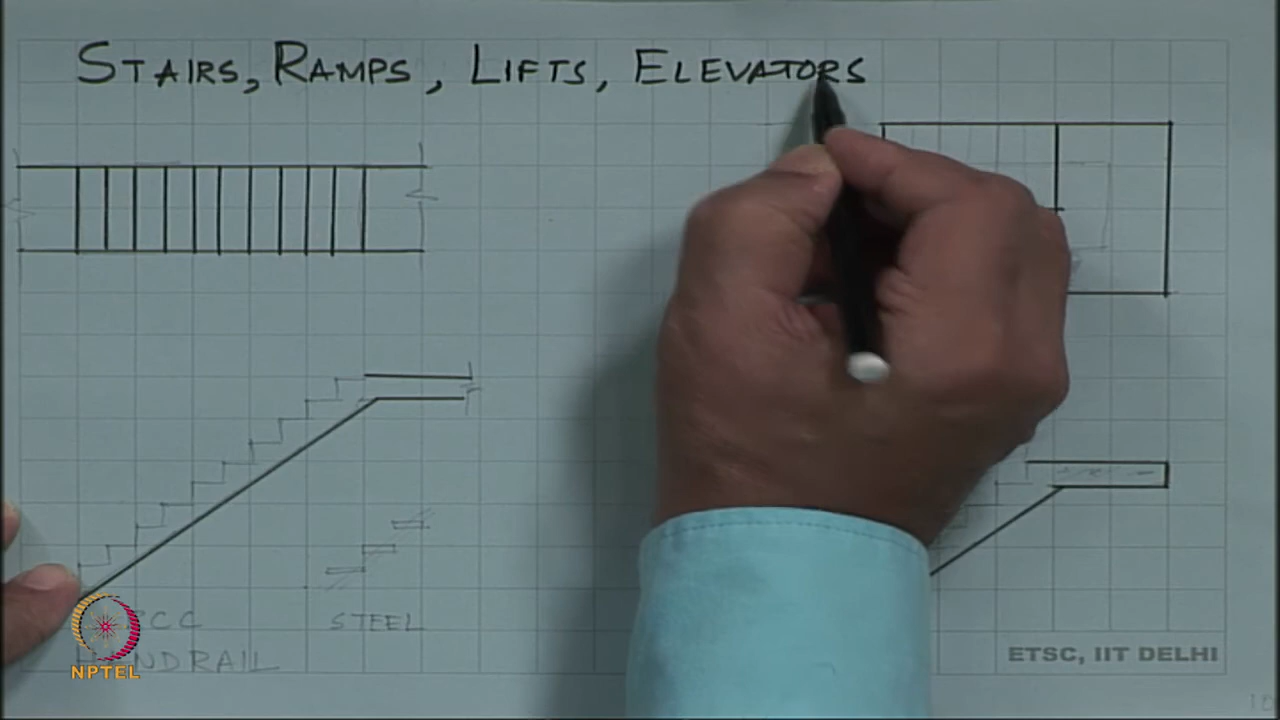 STAIRS, RAMPS, LIFTS, ELEVATORS
STEEL
NPTEL
ETSC, IIT DELHI